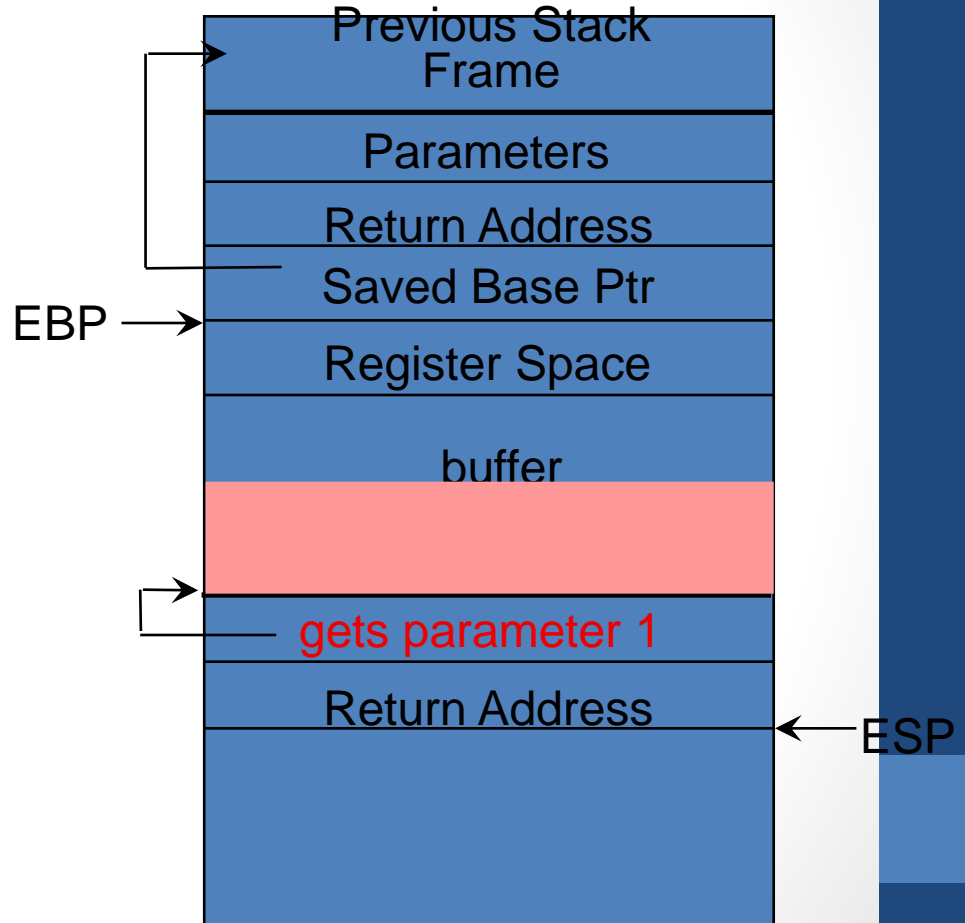 Previous Stack
Frame
Parameters
Return Address
Saved Base Ptr
EBP
Register Space
buffer
gets parameter 1
Return Address
ESP